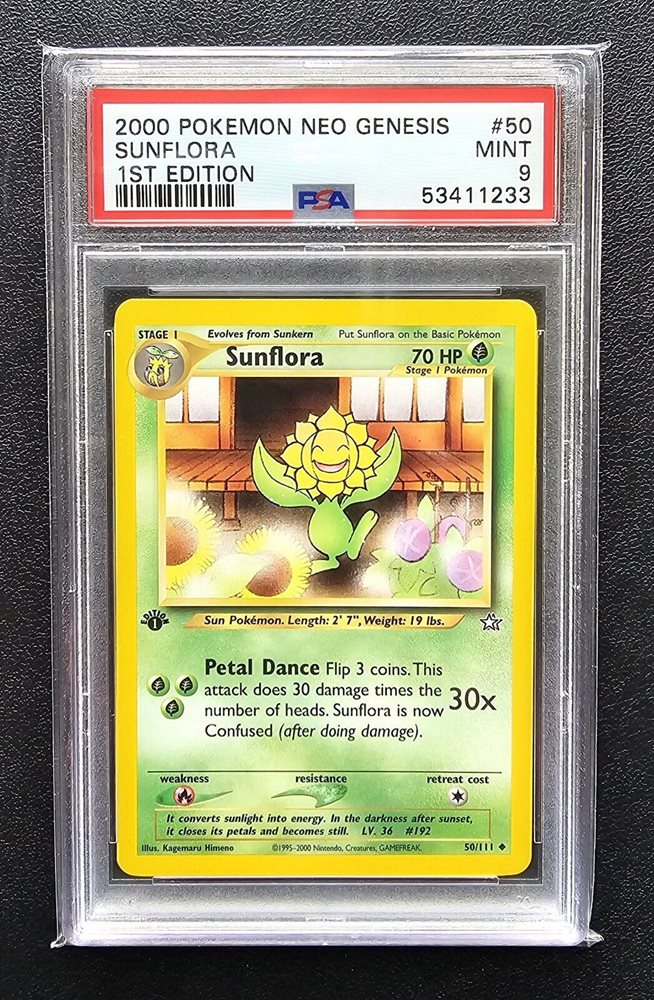 2000 POKEMON NEO GENESIS #50
SUNFLORA MINT
1ST EDITION 9
PSA 53411233
STAGE 1 Evolves from Sunkern Put Sunflora on the Basic Pokémon
Sunflora 70 HP
Stage 1 Pokémon
EDITION 1
Sun Pokémon. Length: 2' 7", Weight: 19 lbs.
Petal Dance Flip 3 coins. This
attack does 30 damage times the
number of heads. Sunflora is now
Confused (after doing damage).
30x
weakness resistance retreat cost
It converts sunlight into energy. In the darkness after sunset,
it closes its petals and becomes still. LV. 36 #192
Illus. Kagemaru Himeno ©1995-2000 Nintendo, Creatures, GAMEFREAK. 50/111